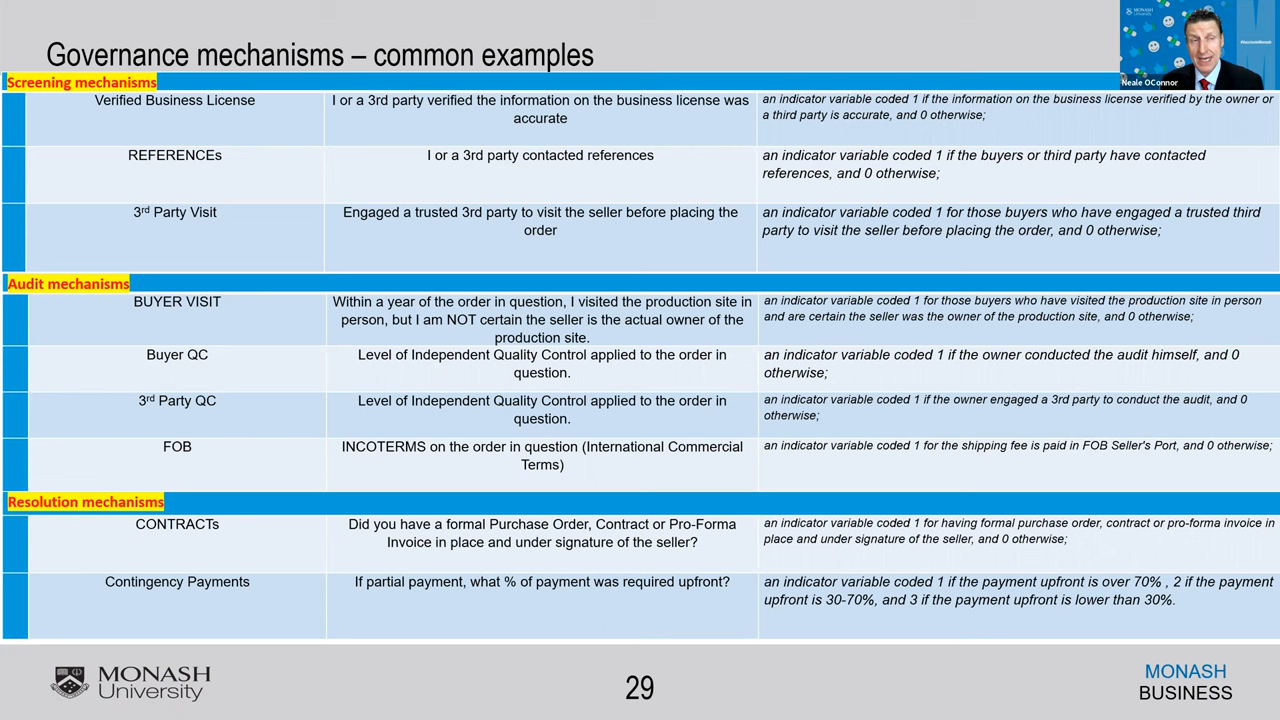 Governance mechanisms – common examples
MONASH
University
#VaccinateMonash
Neale OConnor
Screening mechanisms
Verified Business License
I or a 3rd party verified the information on the business license was
accurate
an indicator variable coded 1 if the information on the business license verified by the owner or
a third party is accurate, and 0 otherwise;
REFERENCEs
I or a 3rd party contacted references
an indicator variable coded 1 if the buyers or third party have contacted
references, and 0 otherwise;
3rd Party Visit
Engaged a trusted 3rd party to visit the seller before placing the
order
an indicator variable coded 1 for those buyers who have engaged a trusted third
party to visit the seller before placing the order, and 0 otherwise;
Audit mechanisms
BUYER VISIT
Within a year of the order in question, I visited the production site in
person, but I am NOT certain the seller is the actual owner of the
production site.
an indicator variable coded 1 for those buyers who have visited the production site in person
and are certain the seller was the owner of the production site, and 0 otherwise;
Buyer QC
Level of Independent Quality Control applied to the order in
question.
an indicator variable coded 1 if the owner conducted the audit himself, and 0
otherwise;
3rd Party QC
Level of Independent Quality Control applied to the order in
question.
an indicator variable coded 1 if the owner engaged a 3rd party to conduct the audit, and 0
otherwise;
FOB
INCOTERMS on the order in question (International Commercial
Terms)
an indicator variable coded 1 for the shipping fee is paid in FOB Seller's Port, and 0 otherwise;
Resolution mechanisms
CONTRACTs
Did you have a formal Purchase Order, Contract or Pro-Forma
Invoice in place and under signature of the seller?
an indicator variable coded 1 for having formal purchase order, contract or pro-forma invoice in
place and under signature of the seller, and 0 otherwise;
Contingency Payments
If partial payment, what % of payment was required upfront?
an indicator variable coded 1 if the payment upfront is over 70% , 2 if the payment
upfront is 30-70%, and 3 if the payment upfront is lower than 30%.
MONASH
University
29
MONASH
BUSINESS